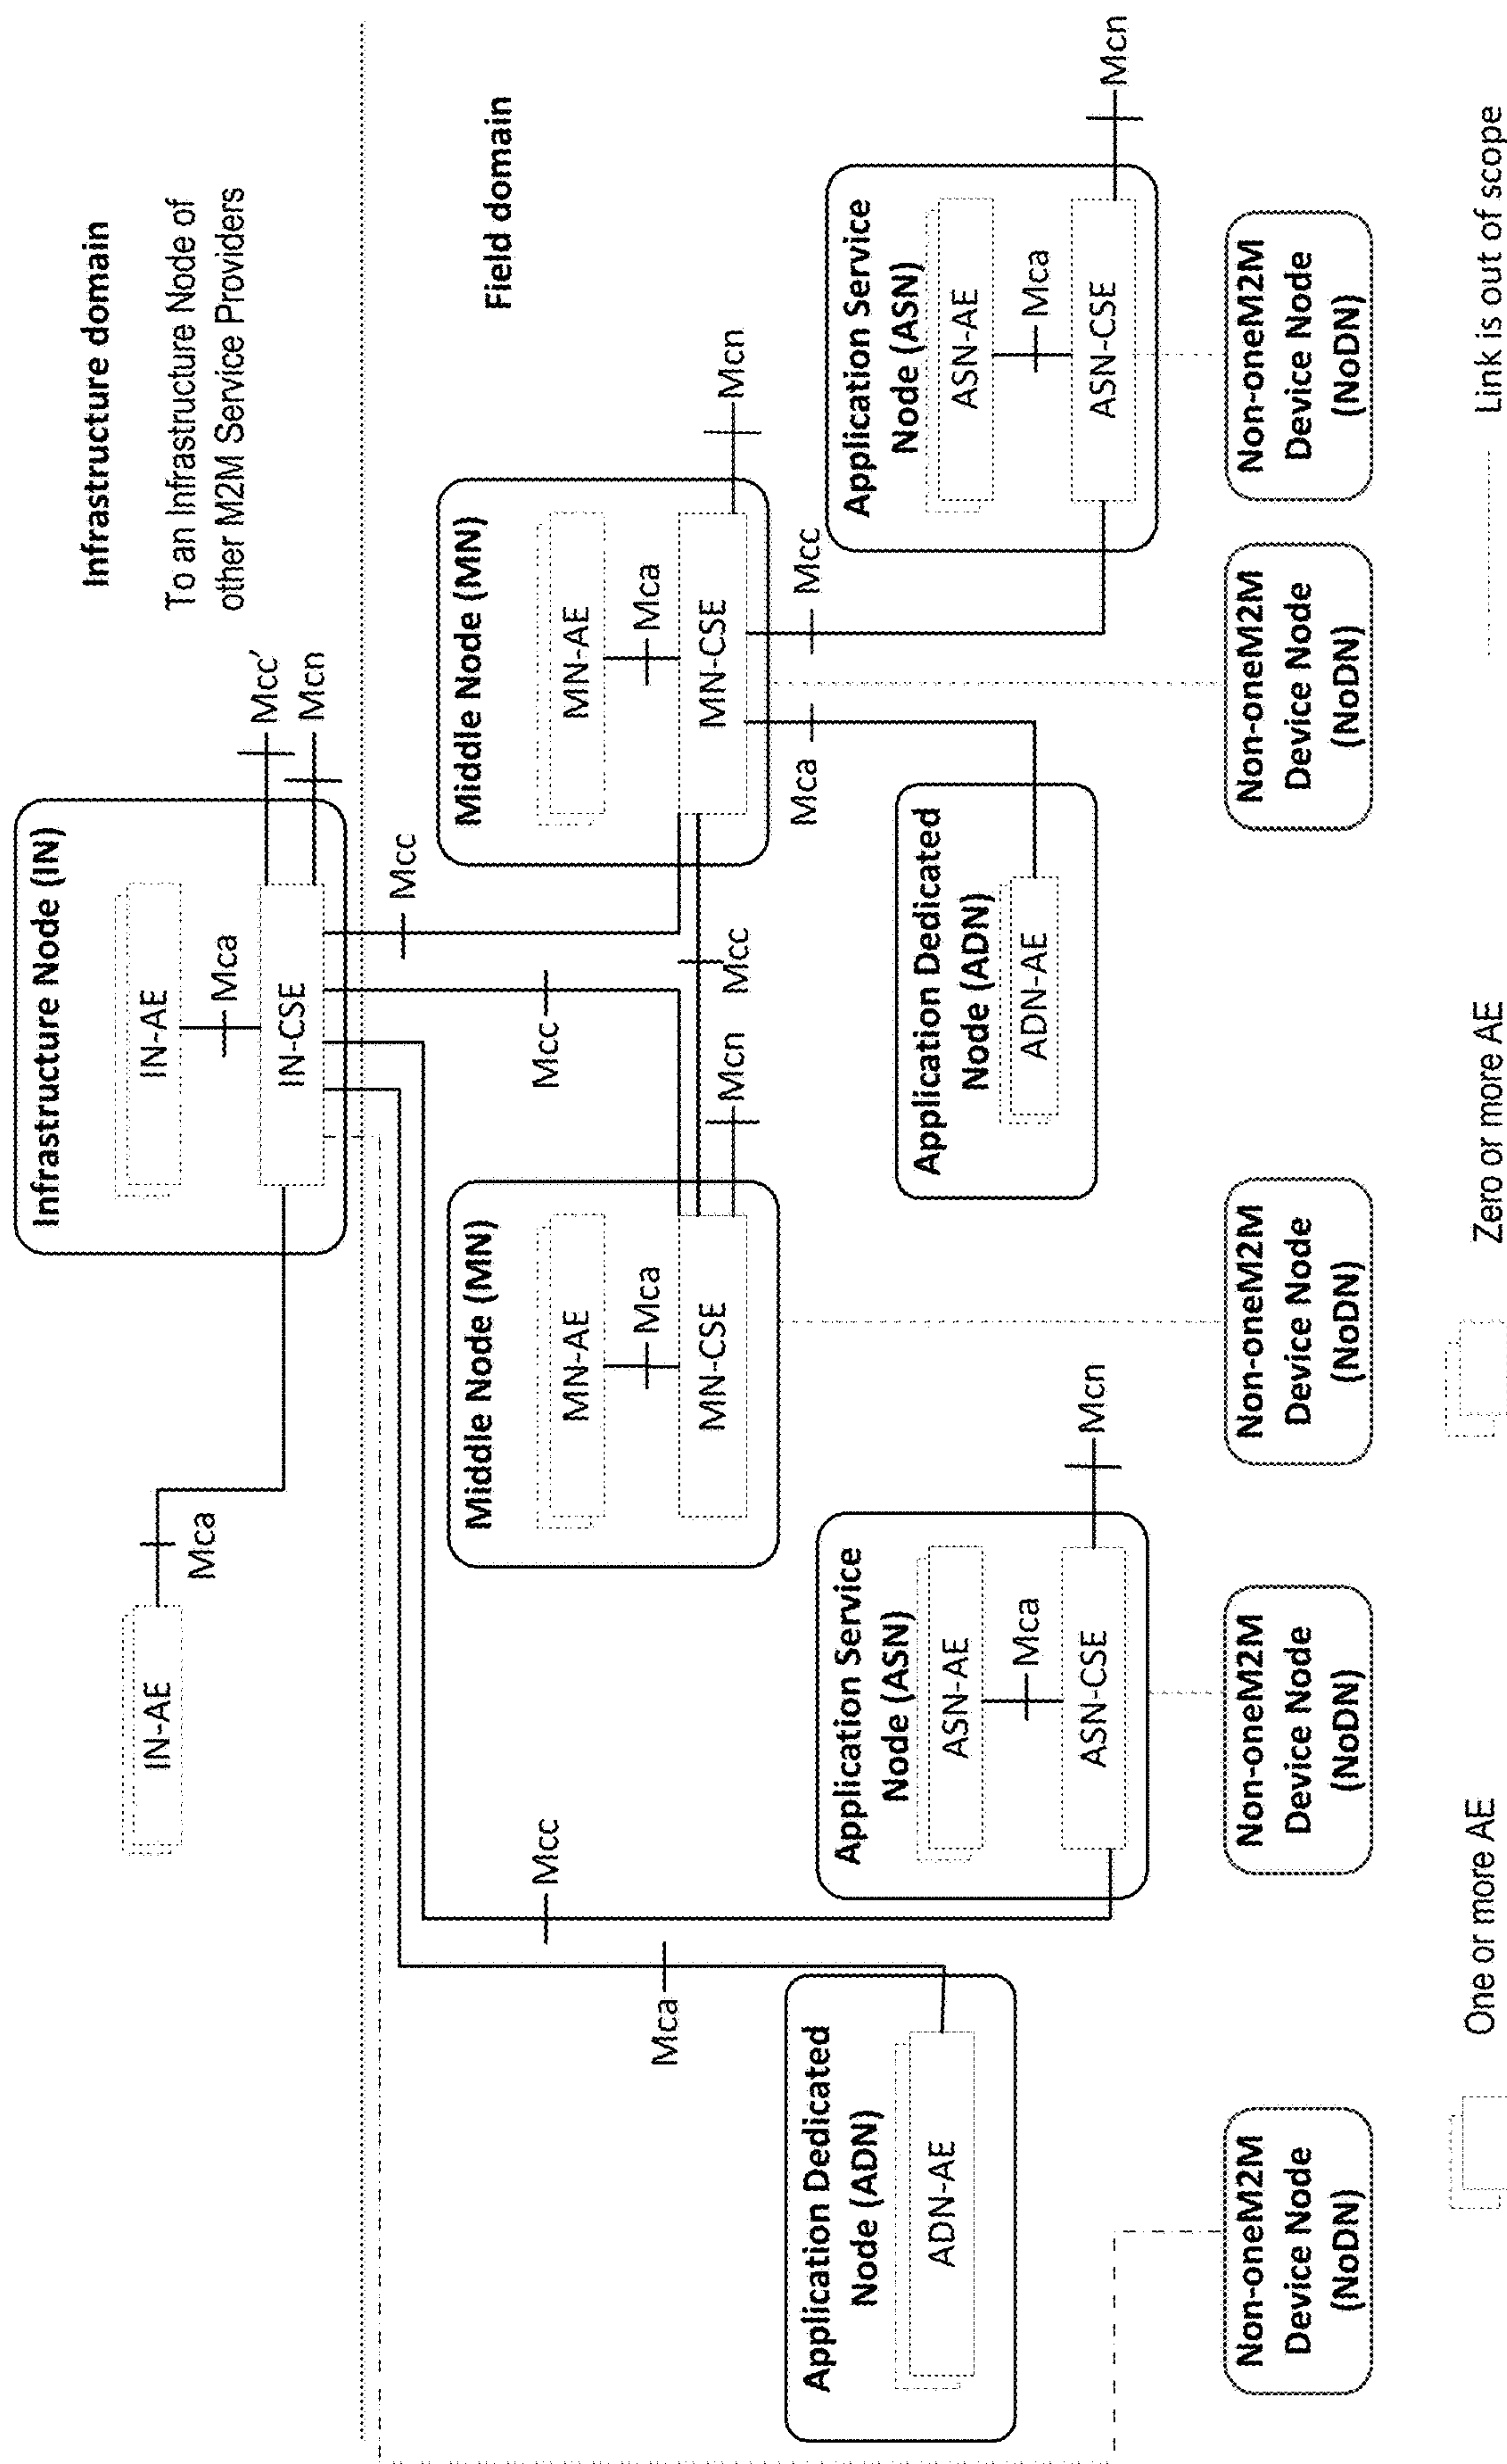 Infrastructure domain
To an Infrastructure Node of
other M2M Service Providers
Infrastructure Node (IN)
IN-AE
Mca
IN-CSE
Mcc'
Mcn
IN-AE
Mca
Field domain
Mcc
Mcc
Mcc
Mca
Middle Node (MN)
MN-AE
Mca
MN-CSE
Mcn
Mcc
Middle Node (MN)
MN-AE
Mca
MN-CSE
Mcn
Mca
Mcc
Application Dedicated
Node (ADN)
ADN-AE
Application Service
Node (ASN)
ASN-AE
Mca
ASN-CSE
Mcn
Application Dedicated
Node (ADN)
ADN-AE
Application Service
Node (ASN)
ASN-AE
Mca
ASN-CSE
Mcn
Non-oneM2M
Device Node
(NoDN)
Non-oneM2M
Device Node
(NoDN)
Non-oneM2M
Device Node
(NoDN)
Non-oneM2M
Device Node
(NoDN)
Non-oneM2M
Device Node
(NoDN)
One or more AE
Zero or more AE
Link is out of scope